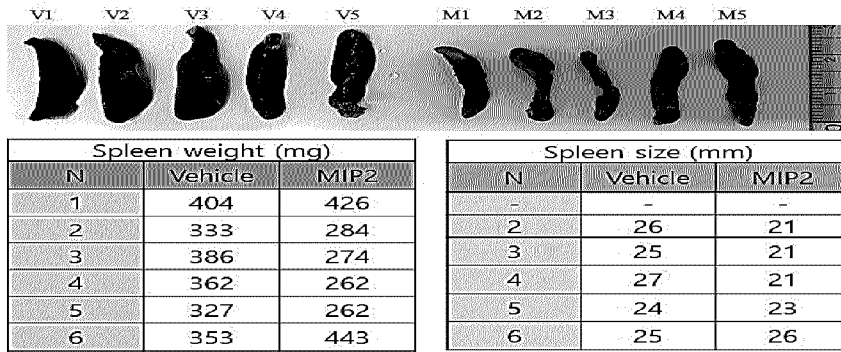 V1 V2 V3 V4 V5 M1 M2 M3 M4 M5
Spleen weight (mg)
N Vehicle MIP2
1 404 426
2 333 284
3 386 274
4 362 262
5 327 262
6 353 443
Spleen size (mm)
N Vehicle MIP2
- - -
2 26 21
3 25 21
4 27 21
5 24 23
6 25 26